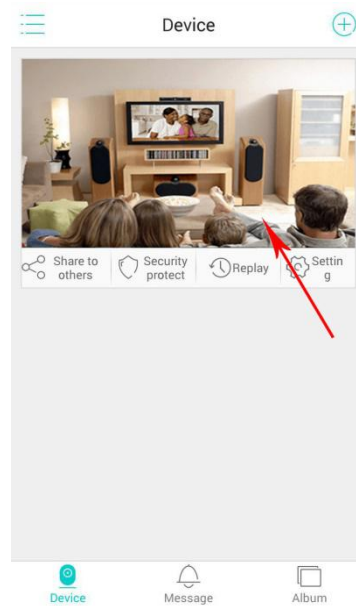 Device
Share to
others
Security
protect
Replay
Settin
g
Device
Message
Album